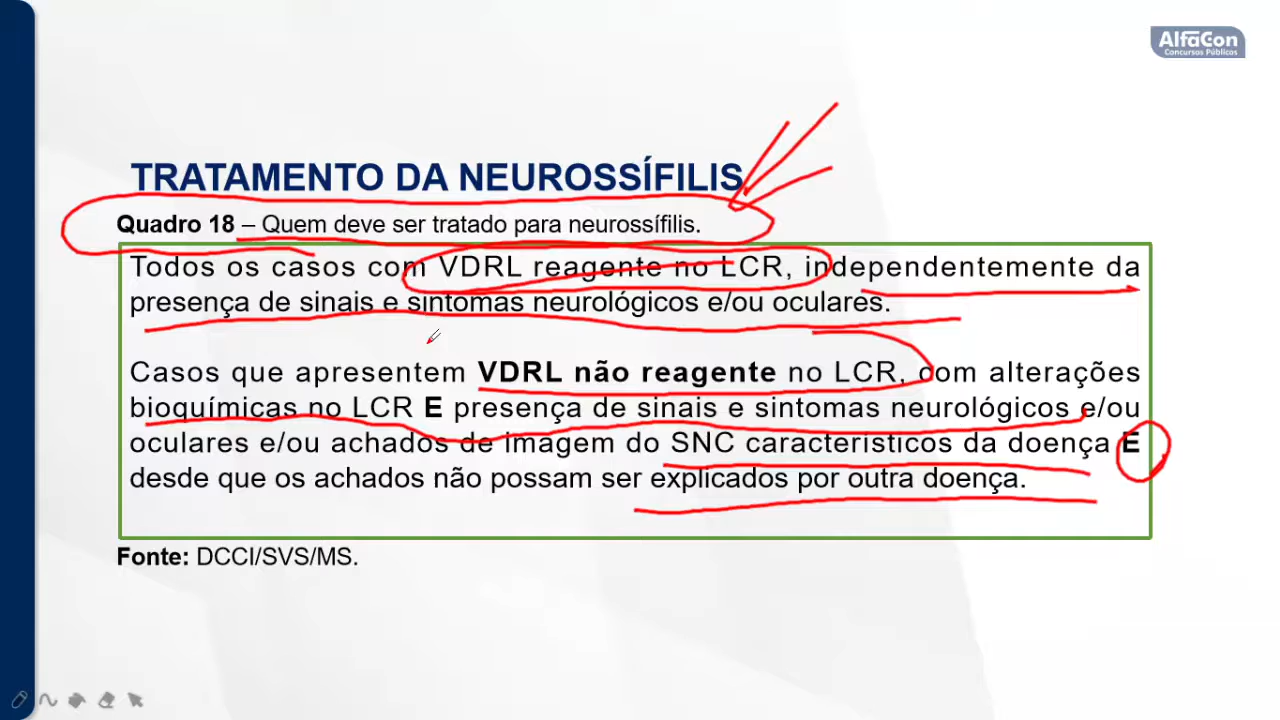 AlfaCon
Concursos Públicos
TRATAMENTO DA NEUROSSÍFILIS
Quadro 18 – Quem deve ser tratado para neurossífilis.
Todos os casos com VDRL reagente no LCR, independentemente da
presença de sinais e sintomas neurológicos e/ou oculares.
Casos que apresentem VDRL não reagente no LCR, com alterações
bioquímicas no LCR E presença de sinais e sintomas neurológicos e/ou
oculares e/ou achados de imagem do SNC característicos da doença E
desde que os achados não possam ser explicados por outra doença.
Fonte: DCCI/SVS/MS.